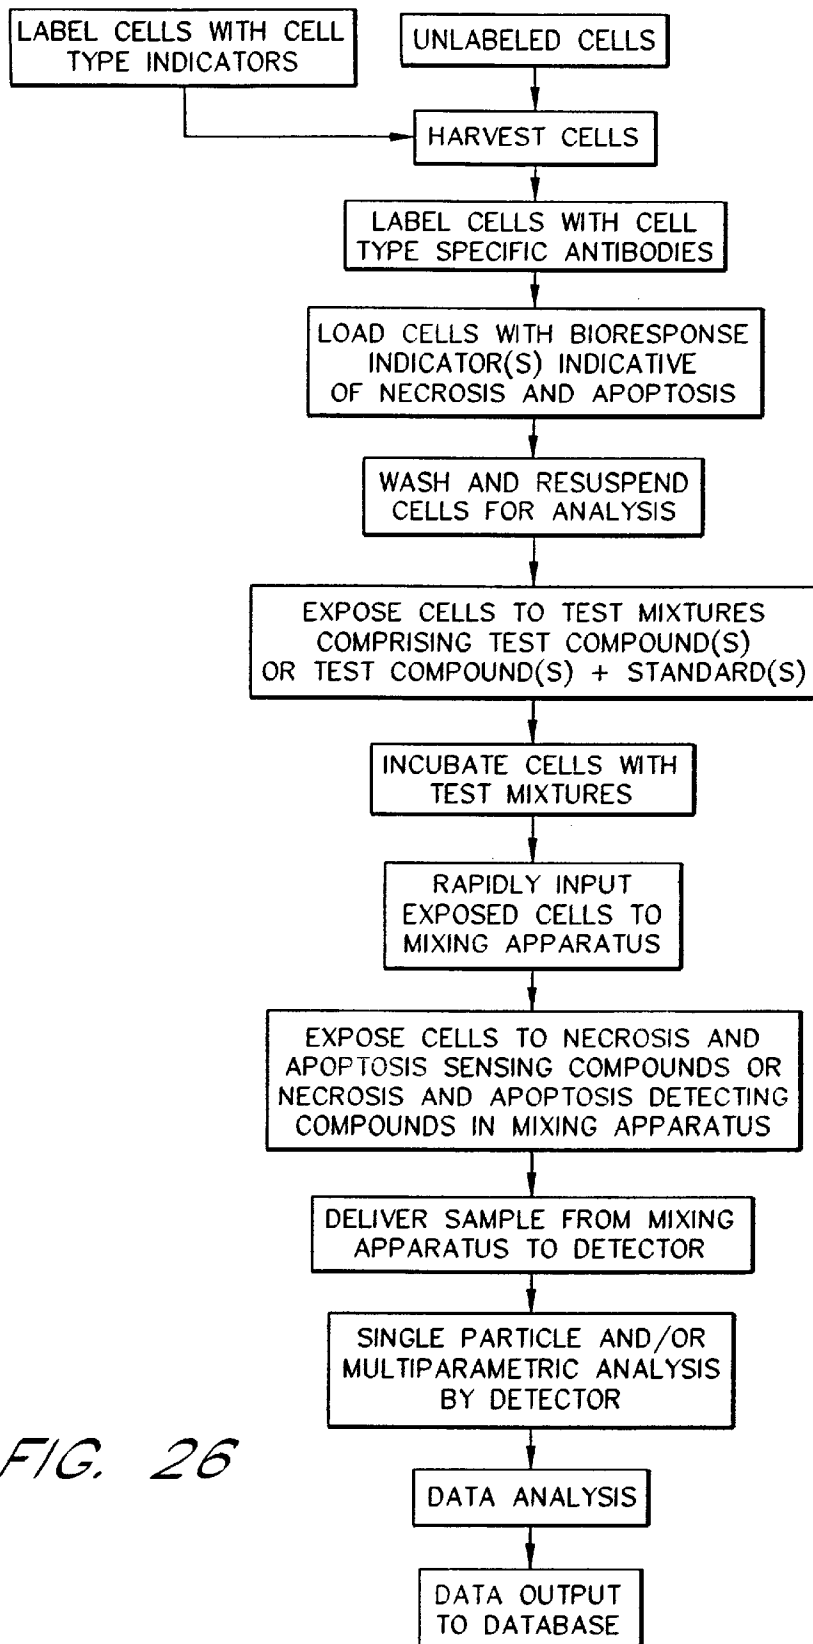 LABEL CELLS WITH CELL
TYPE INDICATORS
UNLABELED CELLS
HARVEST CELLS
LABEL CELLS WITH CELL
TYPE SPECIFIC ANTIBODIES
LOAD CELLS WITH BIORESPONSE
INDICATOR(S) INDICATIVE
OF NECROSIS AND APOPTOSIS
WASH AND RESUSPEND
CELLS FOR ANALYSIS
EXPOSE CELLS TO TEST MIXTURES
COMPRISING TEST COMPOUND(S)
OR TEST COMPOUND(S) + STANDARD(S)
INCUBATE CELLS WITH
TEST MIXTURES
RAPIDLY INPUT
EXPOSED CELLS TO
MIXING APPARATUS
EXPOSE CELLS TO NECROSIS AND
APOPTOSIS SENSING COMPOUNDS OR
NECROSIS AND APOPTOSIS DETECTING
COMPOUNDS IN MIXING APPARATUS
DELIVER SAMPLE FROM MIXING
APPARATUS TO DETECTOR
SINGLE PARTICLE AND/OR
MULTIPARAMETRIC ANALYSIS
BY DETECTOR
FIG. 26
DATA ANALYSIS
DATA OUTPUT
TO DATABASE